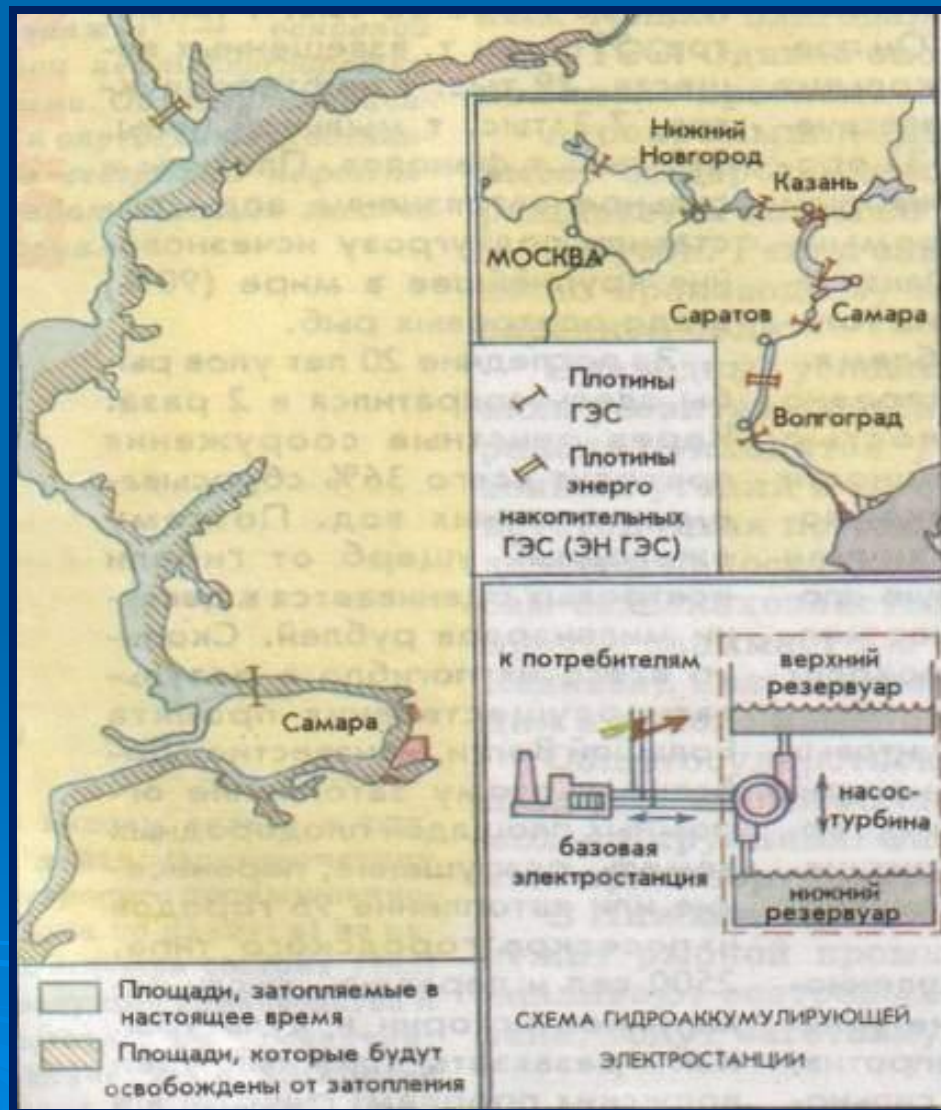 Нижний
Новгород
Казань
МОСКВА
Саратов
Самара
Волгоград
Плотины
ГЭС
Плотины
энерго
накопительных
ГЭС (ЭН ГЭС)
Самара
к потребителям
верхний
резервуар
насос-
турбина
базовая
электростанция
нижний
резервуар
СХЕМА ГИДРОАККУМУЛИРУЮЩЕЙ
ЭЛЕКТРОСТАНЦИИ
Площади, затопляемые в
настоящее время
Площади, которые будут
освобождены от затопления